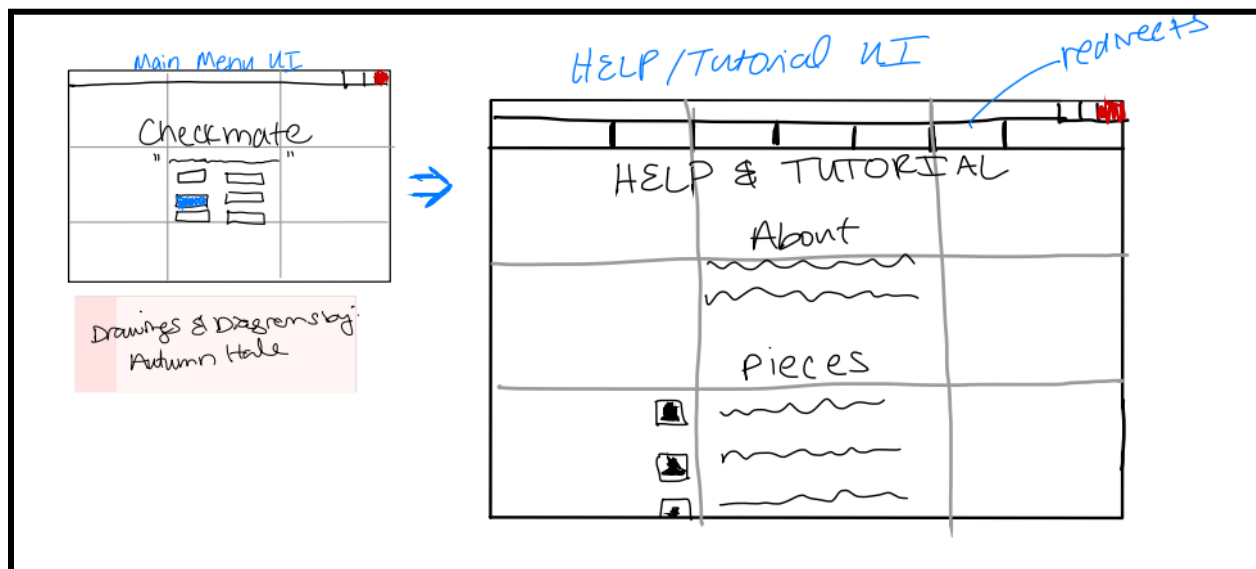 Main Menu UI
Checkmate
" "
Drawings & Diagrams by:
Autumn Hale
HELP/Tutorial UI
redirects
HELP & TUTORIAL
About
Pieces